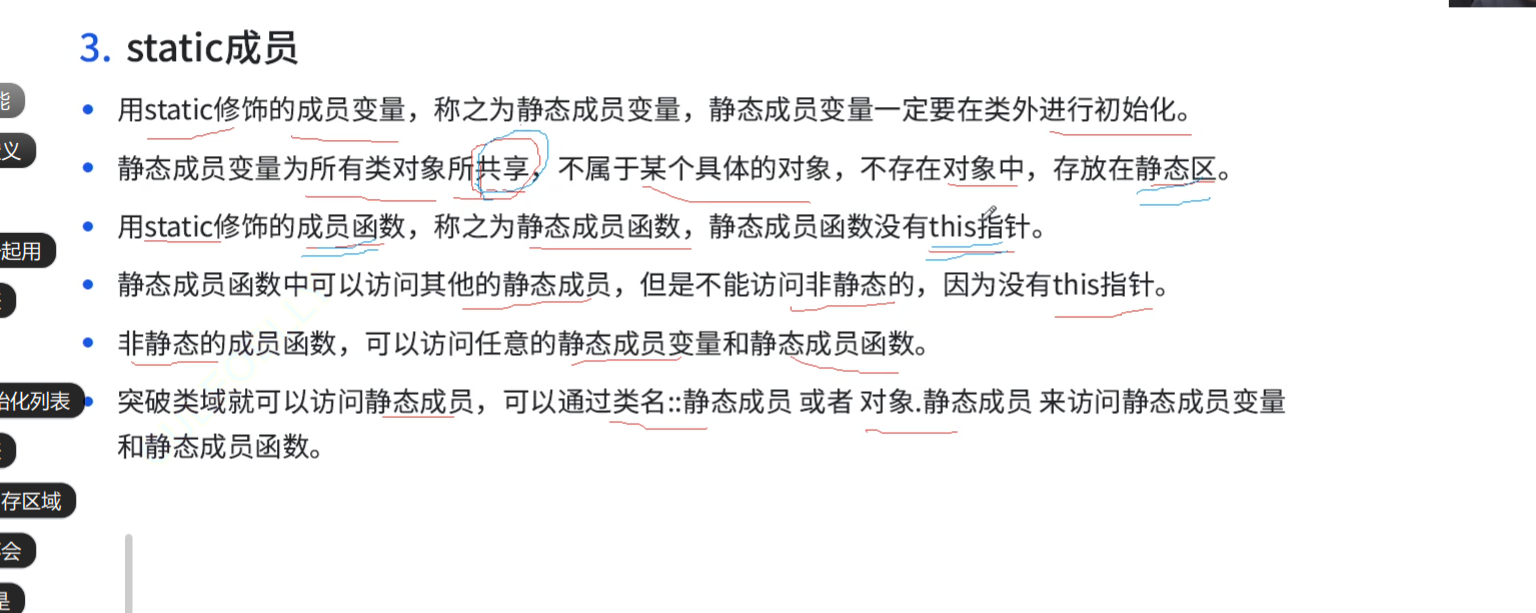 3. static成员
能
用static修饰的成员变量，称之为静态成员变量，静态成员变量一定要在类外进行初始化。
义
静态成员变量为所有类对象所共享，不属于某个具体的对象，不存在对象中，存放在静态区。
用static修饰的成员函数，称之为静态成员函数，静态成员函数没有this指针。
起用
静态成员函数中可以访问其他的静态成员，但是不能访问非静态的，因为没有this指针。
非静态的成员函数，可以访问任意的静态成员变量和静态成员函数。
始化列表
突破类域就可以访问静态成员，可以通过类名::静态成员 或者 对象.静态成员 来访问静态成员变量
和静态成员函数。
存区域
会
是